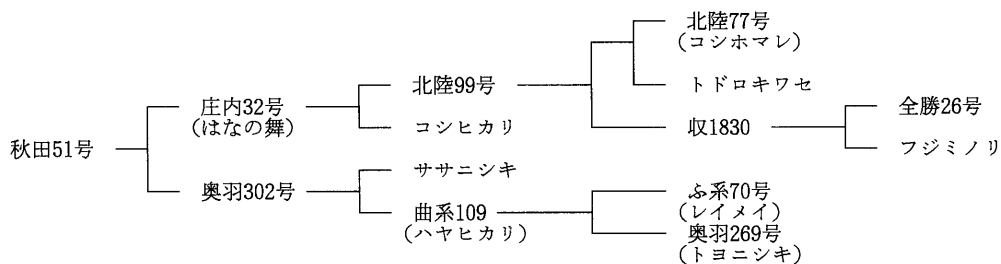 北陸77号
(コシホマレ)
北陸99号
トドロキワセ
庄内32号
(はなの舞)
全勝26号
コシヒカリ
収1830
秋田51号
フジミノリ
ササニシキ
奥羽302号
ふ系70号
(レイメイ)
曲系109
(ハヤヒカリ)
奥羽269号
(トヨニシキ)